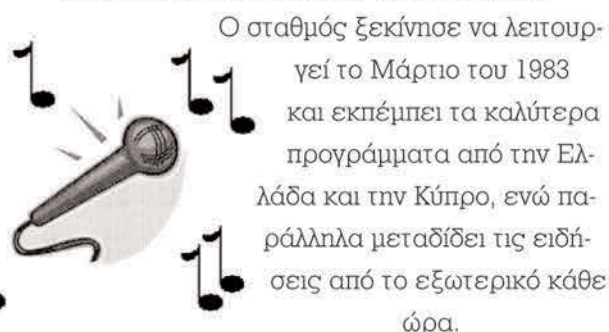 Ο σταθμός ξεκίνησε να λειτουρ-
γεί το Μάρτιο του 1983
και εκπέμπει τα καλύτερα
προγράμματα από την Ελ-
λάδα και την Κύπρο, ενώ πα-
ράλληλα μεταδίδει τις ειδή-
σεις από το εξωτερικό κάθε
ώρα.